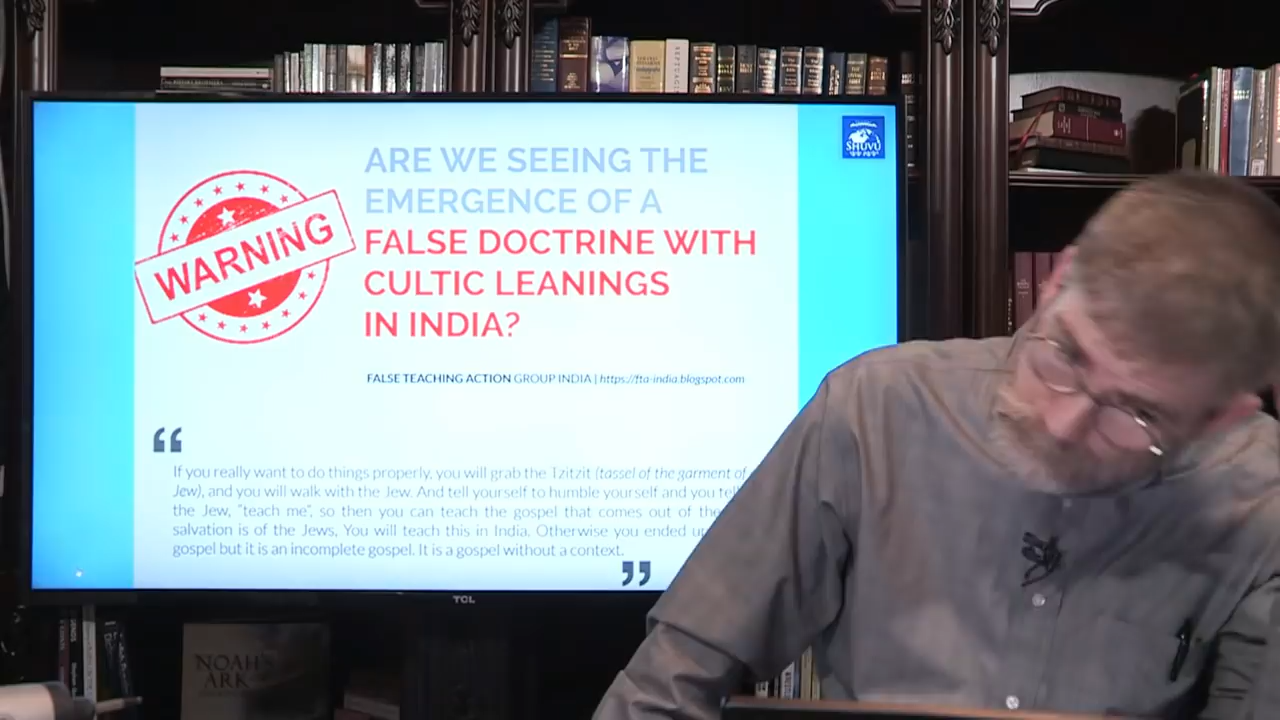 SHUVU
ARE WE SEEING THE
EMERGENCE OF A
FALSE DOCTRINE WITH
CULTIC LEANINGS
IN INDIA?
WARNING
FALSE TEACHING ACTION GROUP INDIA | https://fta-india.blogspot.com
“
If you really want to do things properly, you will grab the Tzitzit (tassel of the garment of
Jew), and you will walk with the Jew. And tell yourself to humble yourself and you tell
the Jew, "teach me", so then you can teach the gospel that comes out of the
salvation is of the Jews, You will teach this in India. Otherwise you ended
gospel but it is an incomplete gospel. It is a gospel without a context.
”
TCL
NOAH'S
ARK